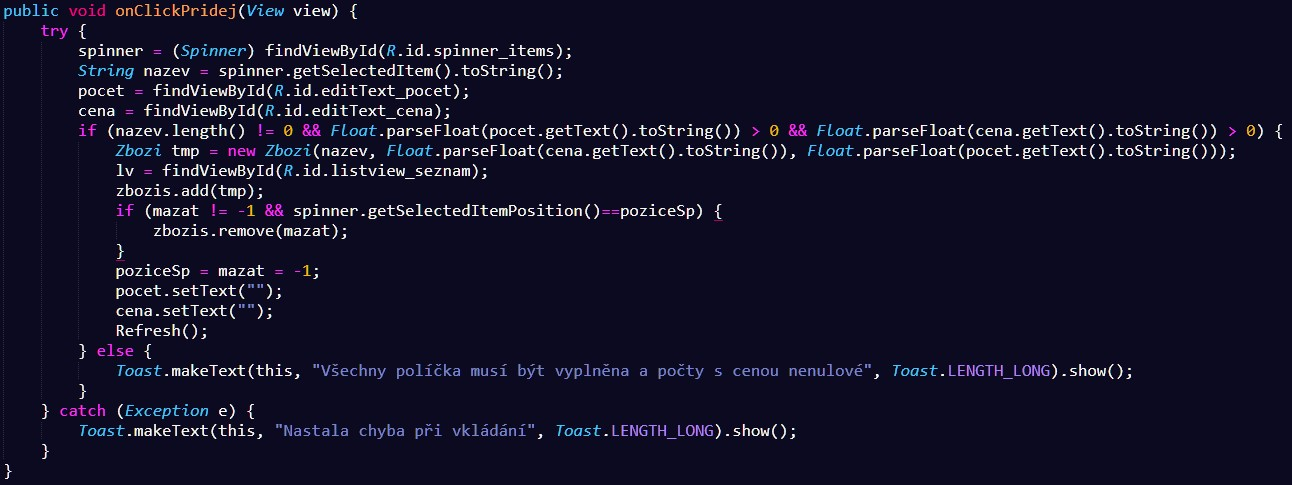 public void onClickPridej(View view) {
    try {
        spinner = (Spinner) findViewById(R.id.spinner_items);
        String nazev = spinner.getSelectedItem().toString();
        pocet = findViewById(R.id.editText_pocet);
        cena = findViewById(R.id.editText_cena);
        if (nazev.length() != 0 && Float.parseFloat(pocet.getText().toString()) > 0 && Float.parseFloat(cena.getText().toString()) > 0) {
            Zbozi tmp = new Zbozi(nazev, Float.parseFloat(cena.getText().toString()), Float.parseFloat(pocet.getText().toString()));
            lv = findViewById(R.id.listview_seznam);
            zbozis.add(tmp);
            if (mazat != -1 && spinner.getSelectedItemPosition()==poziceSp) {
                zbozis.remove(mazat);
            }
            poziceSp = mazat = -1;
            pocet.setText("");
            cena.setText("");
            Refresh();
        } else {
            Toast.makeText(this, "Všechny políčka musí být vyplněna a počty s cenou nenulové", Toast.LENGTH_LONG).show();
        }
    } catch (Exception e) {
        Toast.makeText(this, "Nastala chyba při vkládání", Toast.LENGTH_LONG).show();
    }
}